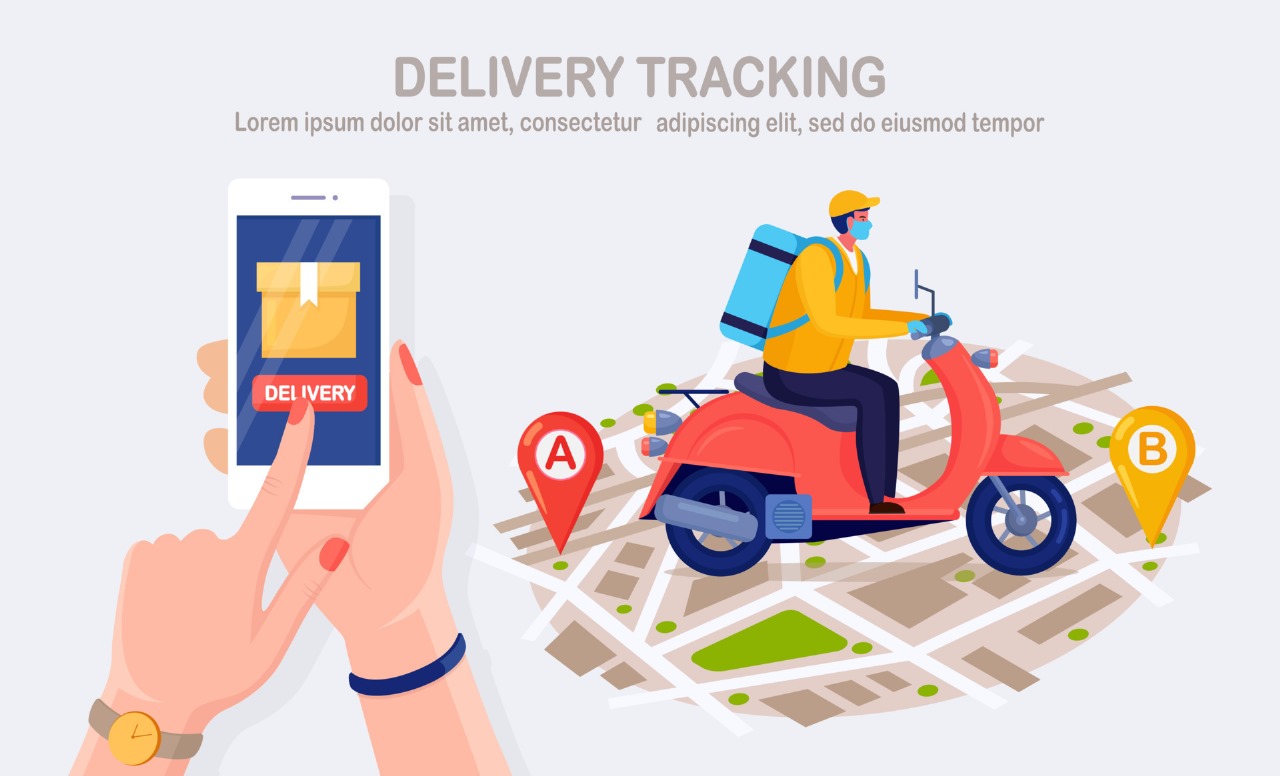 DELIVERY TRACKING
Lorem ipsum dolor sit amet, consectetur adipiscing elit, sed do eiusmod tempor
DELIVERY
A
B